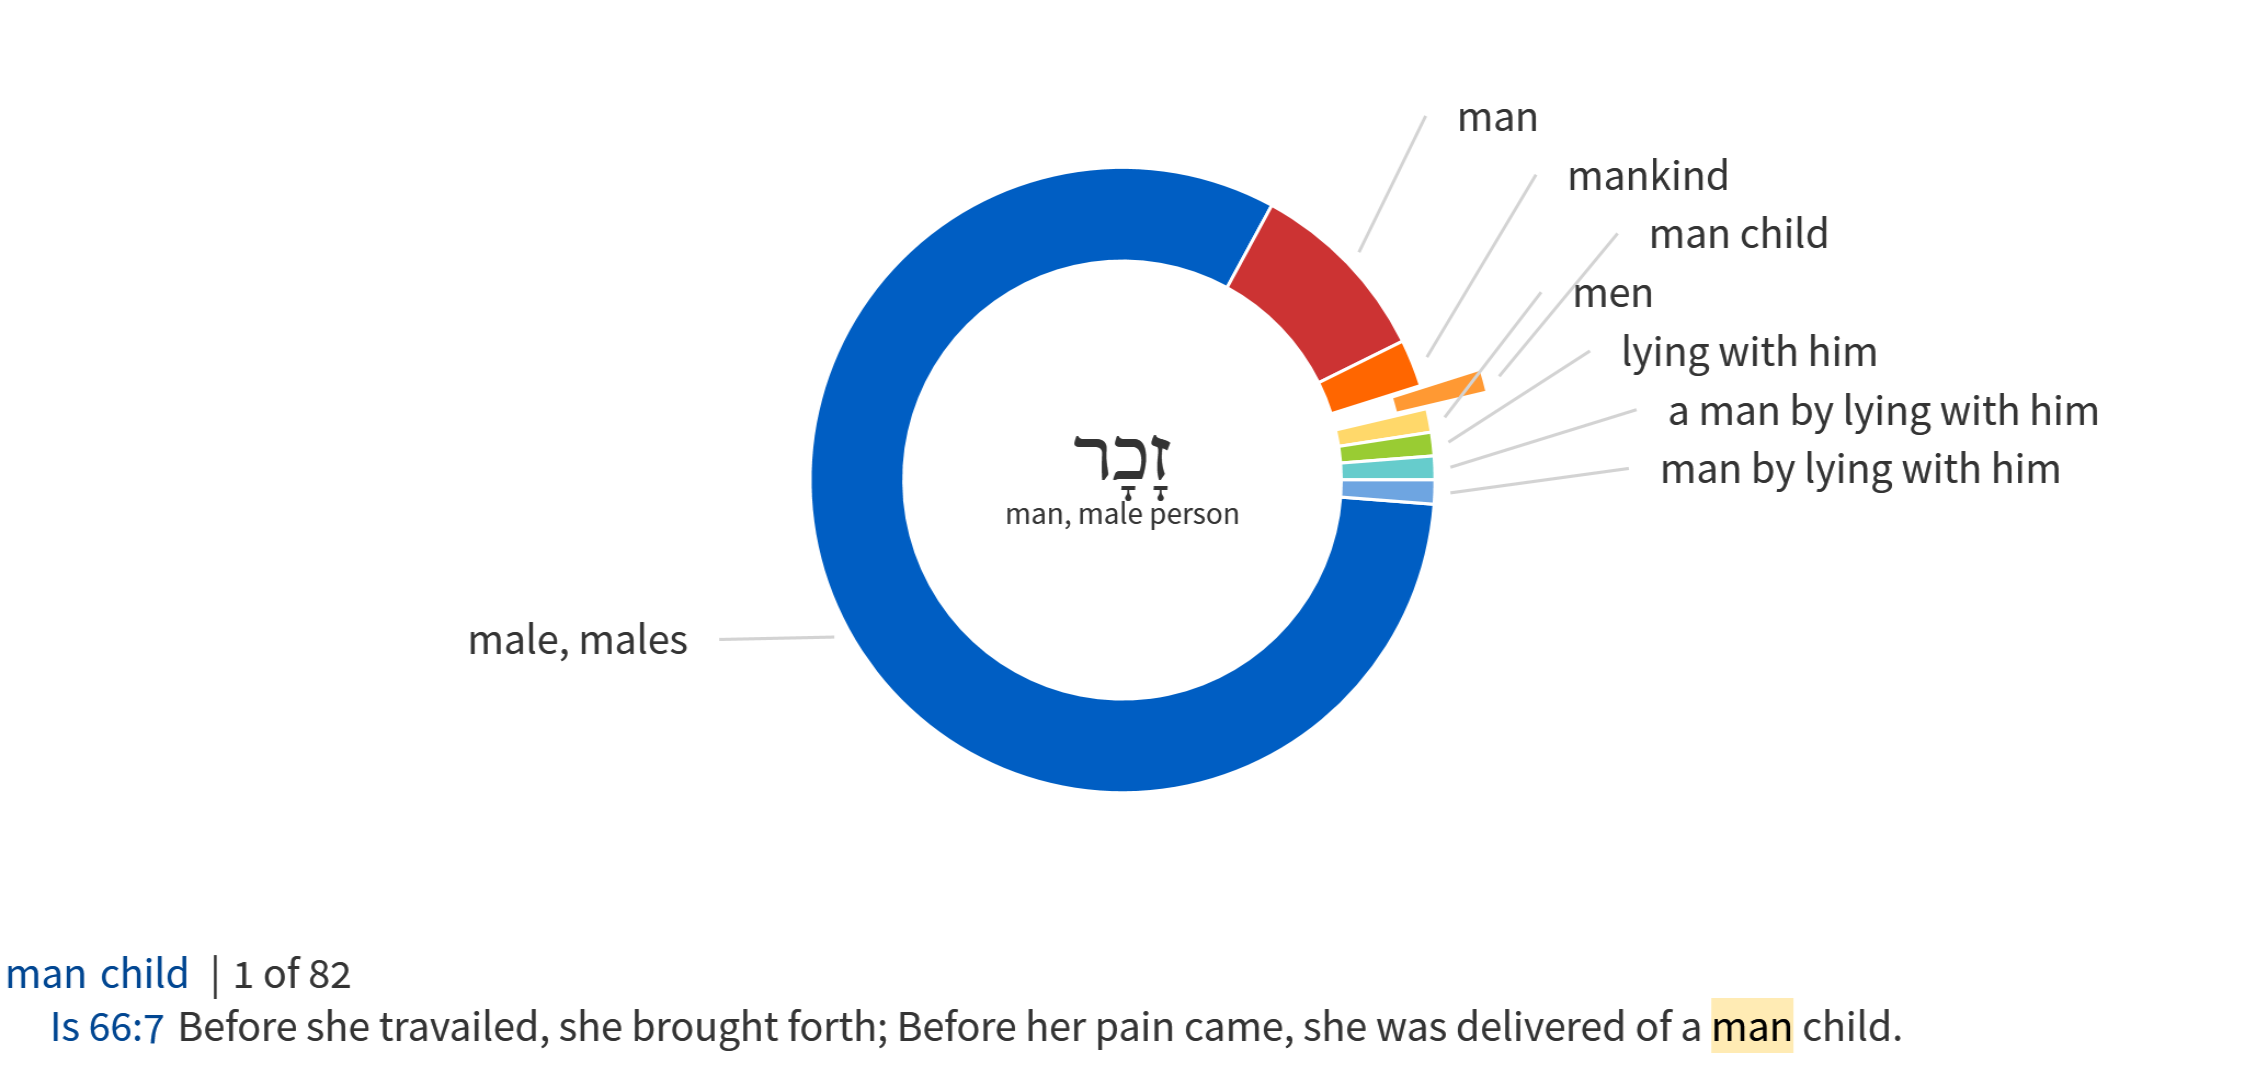 man
mankind
man child
men
lying with him
a man by lying with him
man by lying with him
זָכָר
man, male person
male, males
man child | 1 of 82
Is 66:7 Before she travailed, she brought forth; Before her pain came, she was delivered of a man child.